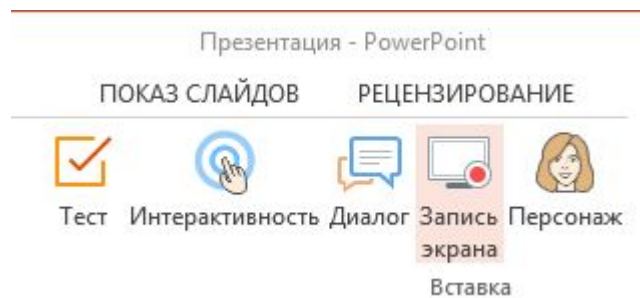 Презентация - PowerPoint
ПОКАЗ СЛАЙДОВ РЕЦЕНЗИРОВАНИЕ
Тест Интерактивность Диалог Запись экрана Персонаж
Вставка